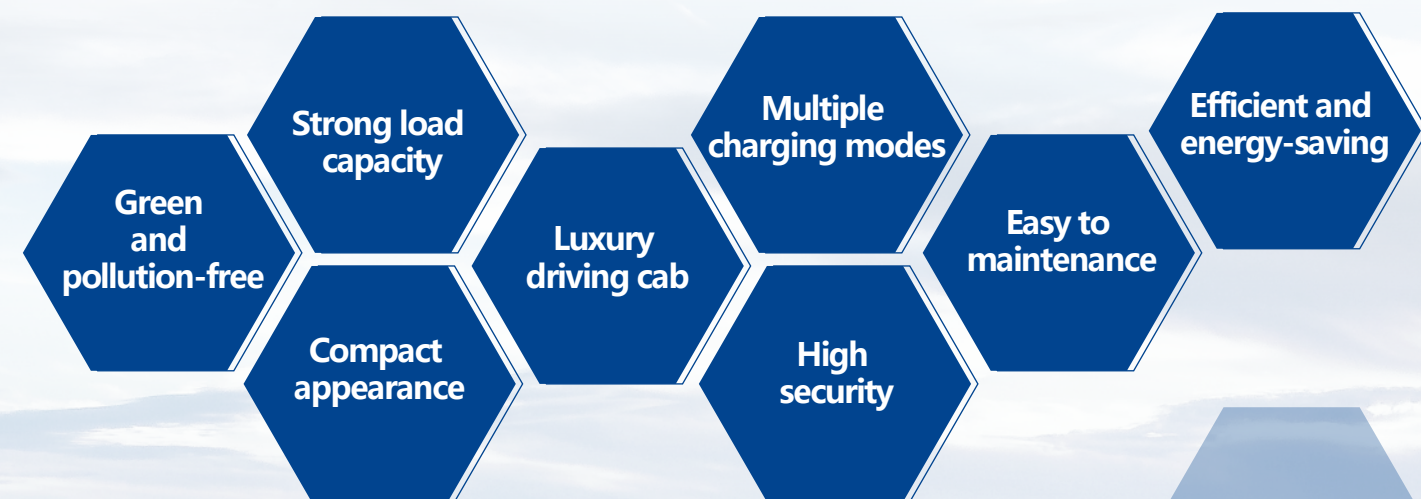 Green
and
pollution-free
Strong load
capacity
Compact
appearance
Luxury
driving cab
Multiple
charging modes
High
security
Easy to
maintenance
Efficient and
energy-saving